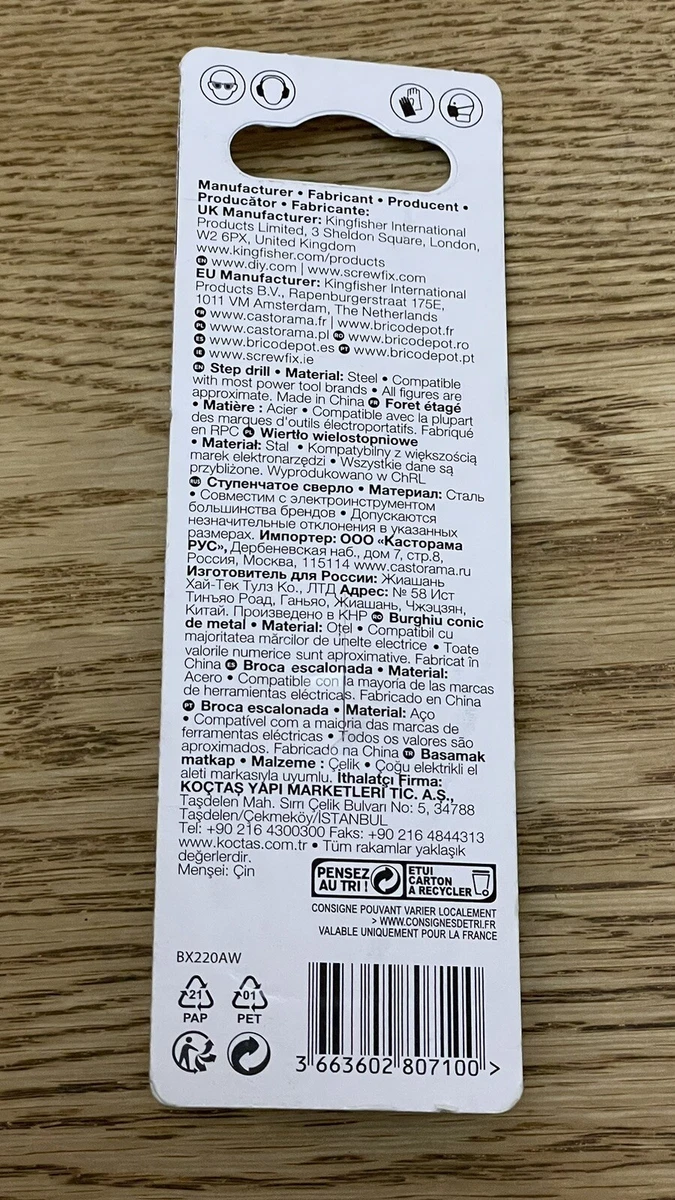 Manufacturer • Fabricant • Producent •
Producător • Fabricante:
UK Manufacturer: Kingfisher International
Products Limited, 3 Sheldon Square, London,
W2 6PX, United Kingdom
www.kingfisher.com/products
EN www.diy.com | www.screwfix.com
EU Manufacturer: Kingfisher International
Products B.V., Rapenburgerstraat 175E,
1011 VM Amsterdam, The Netherlands
FR www.castorama.fr | www.bricodepot.fr
PL www.castorama.pl RO www.bricodepot.ro
ES www.bricodepot.es PT www.bricodepot.pt
IE www.screwfix.ie
EN Step drill • Material: Steel • Compatible
with most power tool brands • All figures are
approximate. Made in China FR Foret étagé
• Matière : Acier • Compatible avec la plupart
des marques d'outils électroportatifs. Fabriqué
en RPC PL Wiertło wielostopniowe
• Materiał: Stal • Kompatybilny z większością
marek elektronarzędzi • Wszystkie dane są
przybliżone. Wyprodukowano w ChRL
RUS Ступенчатое сверло • Материал: Сталь
• Совместим с электроинструментом
большинства брендов • Допускаются
незначительные отклонения в указанных
размерах. Импортер: ООО «Касторама
РУС», Дербеневская наб., дом 7, стр.8,
Россия, Москва, 115114 www.castorama.ru
Изготовитель для России: Жиашань
Хай-Тек Тулз Ко., ЛТД Адрес: № 58 Ист
Тинъяо Роад, Ганьяо, Жиашань, Чжэцзян,
Китай. Произведено в КНР RO Burghiu conic
de metal • Material: Oțel • Compatibil cu
majoritatea mărcilor de unelte electrice • Toate
valorile numerice sunt aproximative. Fabricat în
China ES Broca escalonada • Material:
Acero • Compatible con la mayoría de las marcas
de herramientas eléctricas. Fabricado en China
PT Broca escalonada • Material: Aço
• Compatível com a maioria das marcas de
ferramentas eléctricas • Todos os valores são
aproximados. Fabricado na China TR Basamak
matkap • Malzeme : Çelik • Çoğu elektrikli el
aleti markasıyla uyumlu. İthalatçı Firma:
KOÇTAŞ YAPI MARKETLERİ TİC. A.Ş.,
Taşdelen Mah. Sırrı Çelik Bulvarı No: 5, 34788
Taşdelen/Çekmeköy/İSTANBUL
Tel: +90 216 4300300 Faks: +90 216 4844313
www.koctas.com.tr • Tüm rakamlar yaklaşık
değerlerdir.
Menşei: Çin
PENSEZ
AU TRI !
ETUI
CARTON
A RECYCLER
CONSIGNE POUVANT VARIER LOCALEMENT
> WWW.CONSIGNESDETRI.FR
VALABLE UNIQUEMENT POUR LA FRANCE
BX220AW
21
PAP
01
PET
3 663602 807100 >